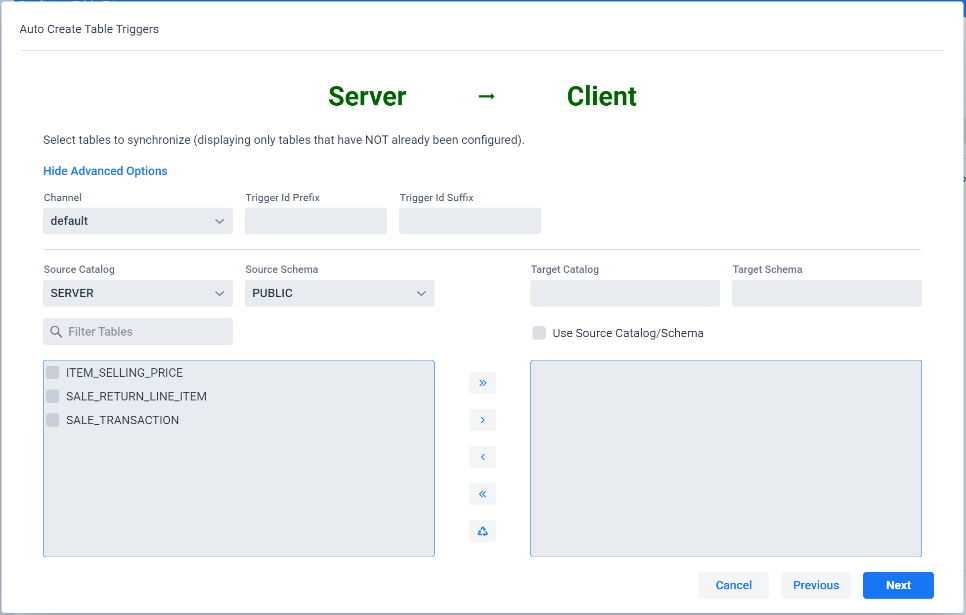 Auto Create Table Triggers
Server → Client
Select tables to synchronize (displaying only tables that have NOT already been configured).
Hide Advanced Options
Channel Trigger Id Prefix Trigger Id Suffix
default
Source Catalog Source Schema Target Catalog Target Schema
SERVER PUBLIC
Filter Tables Use Source Catalog/Schema
ITEM_SELLING_PRICE
SALE_RETURN_LINE_ITEM
SALE_TRANSACTION
Cancel Previous Next